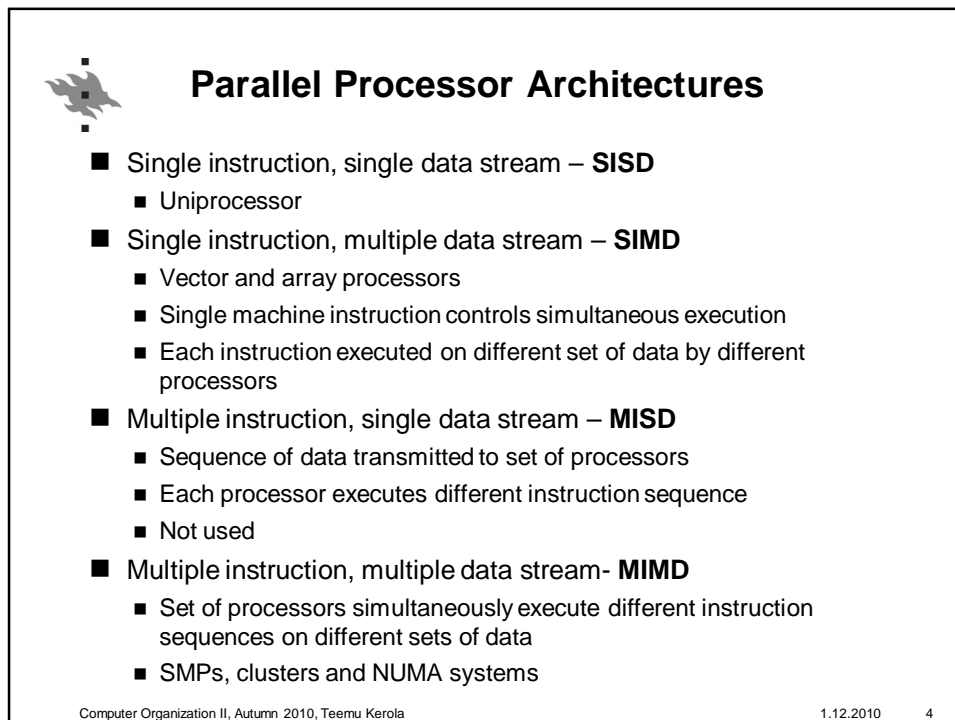 Parallel Processor Architectures
■ Single instruction, single data stream – SISD
■ Uniprocessor
■ Single instruction, multiple data stream – SIMD
■ Vector and array processors
■ Single machine instruction controls simultaneous execution
■ Each instruction executed on different set of data by different
processors
■ Multiple instruction, single data stream – MISD
■ Sequence of data transmitted to set of processors
■ Each processor executes different instruction sequence
■ Not used
■ Multiple instruction, multiple data stream- MIMD
■ Set of processors simultaneously execute different instruction
sequences on different sets of data
■ SMPs, clusters and NUMA systems
Computer Organization II, Autumn 2010, Teemu Kerola 1.12.2010 4